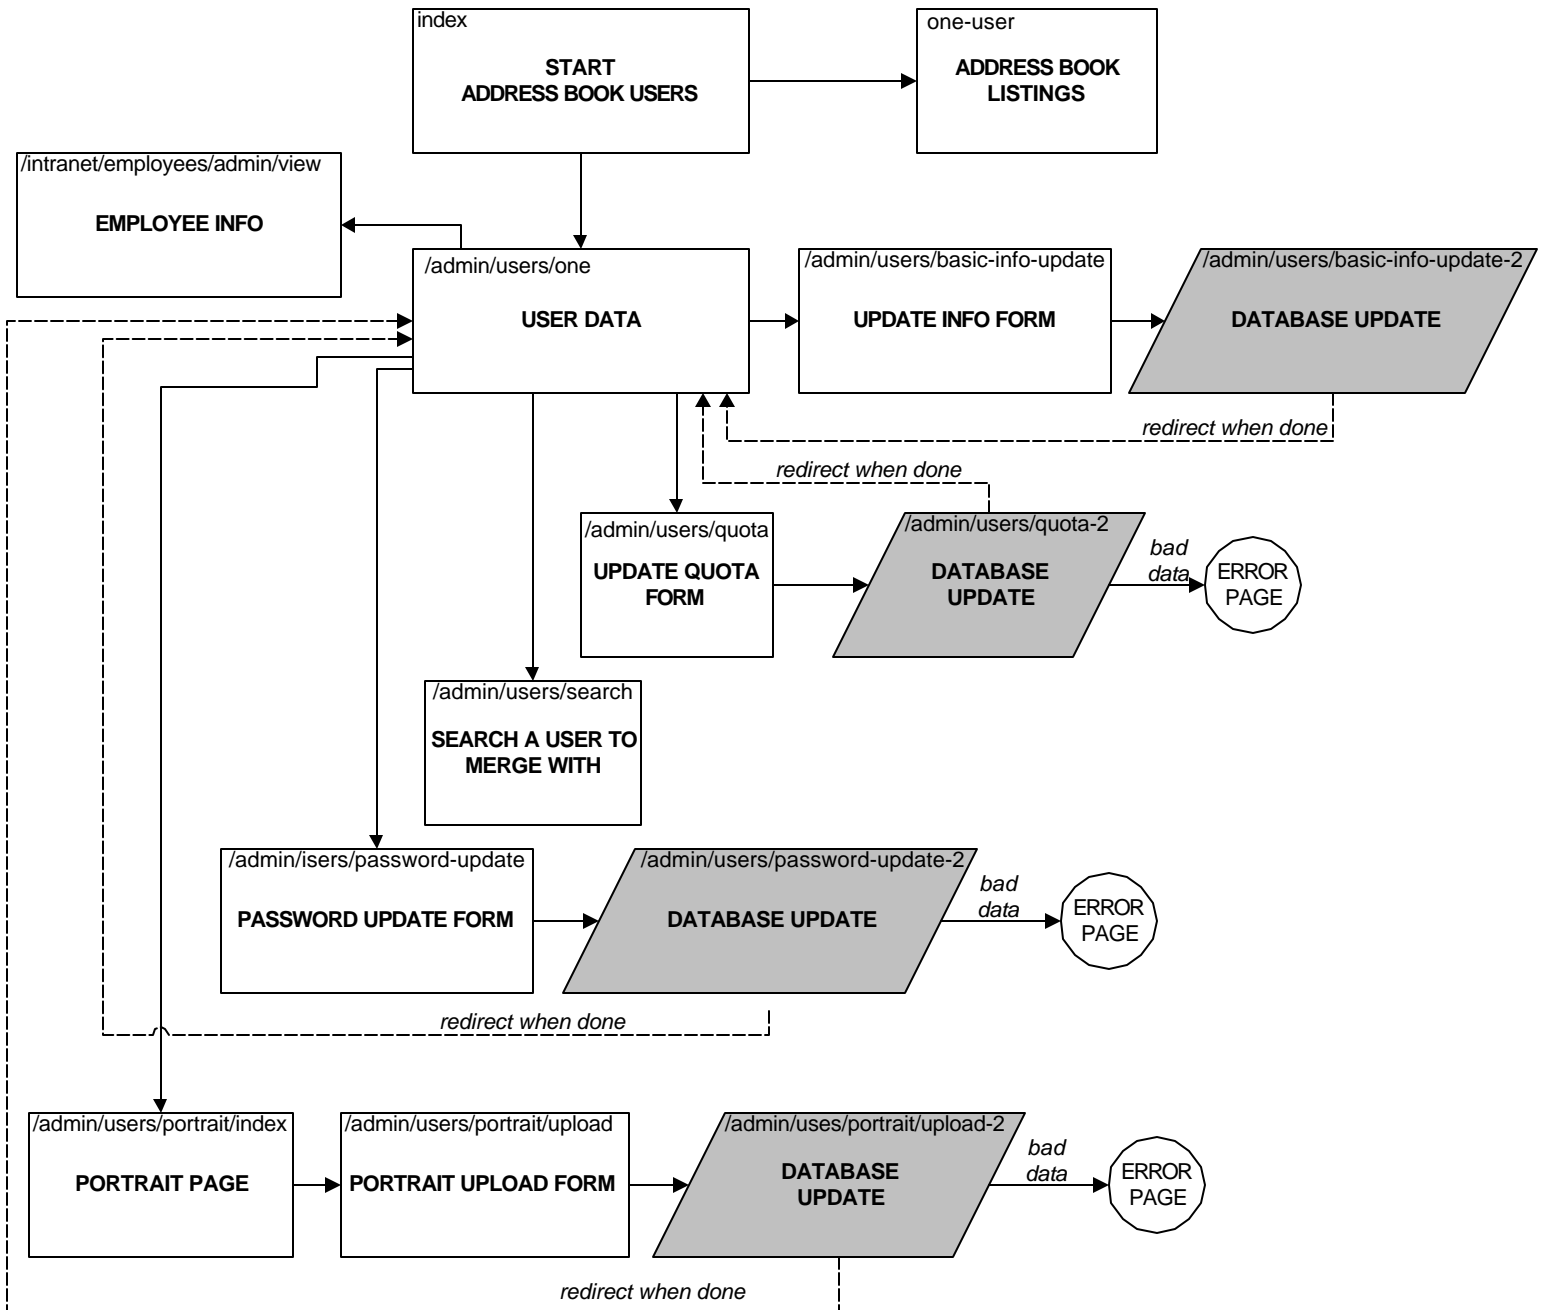 index
START
ADDRESS BOOK USERS
one-user
ADDRESS BOOK
LISTINGS
/intranet/employees/admin/view
EMPLOYEE INFO
/admin/users/one
USER DATA
/admin/users/basic-info-update
UPDATE INFO FORM
/admin/users/basic-info-update-2
DATABASE UPDATE
redirect when done
redirect when done
/admin/users/quota
UPDATE QUOTA
FORM
/admin/users/quota-2
DATABASE
UPDATE
bad
data
ERROR
PAGE
/admin/users/search
SEARCH A USER TO
MERGE WITH
/admin/isers/password-update
PASSWORD UPDATE FORM
/admin/users/password-update-2
DATABASE UPDATE
bad
data
ERROR
PAGE
redirect when done
/admin/users/portrait/index
PORTRAIT PAGE
/admin/users/portrait/upload
PORTRAIT UPLOAD FORM
/admin/uses/portrait/upload-2
DATABASE
UPDATE
bad
data
ERROR
PAGE
redirect when done